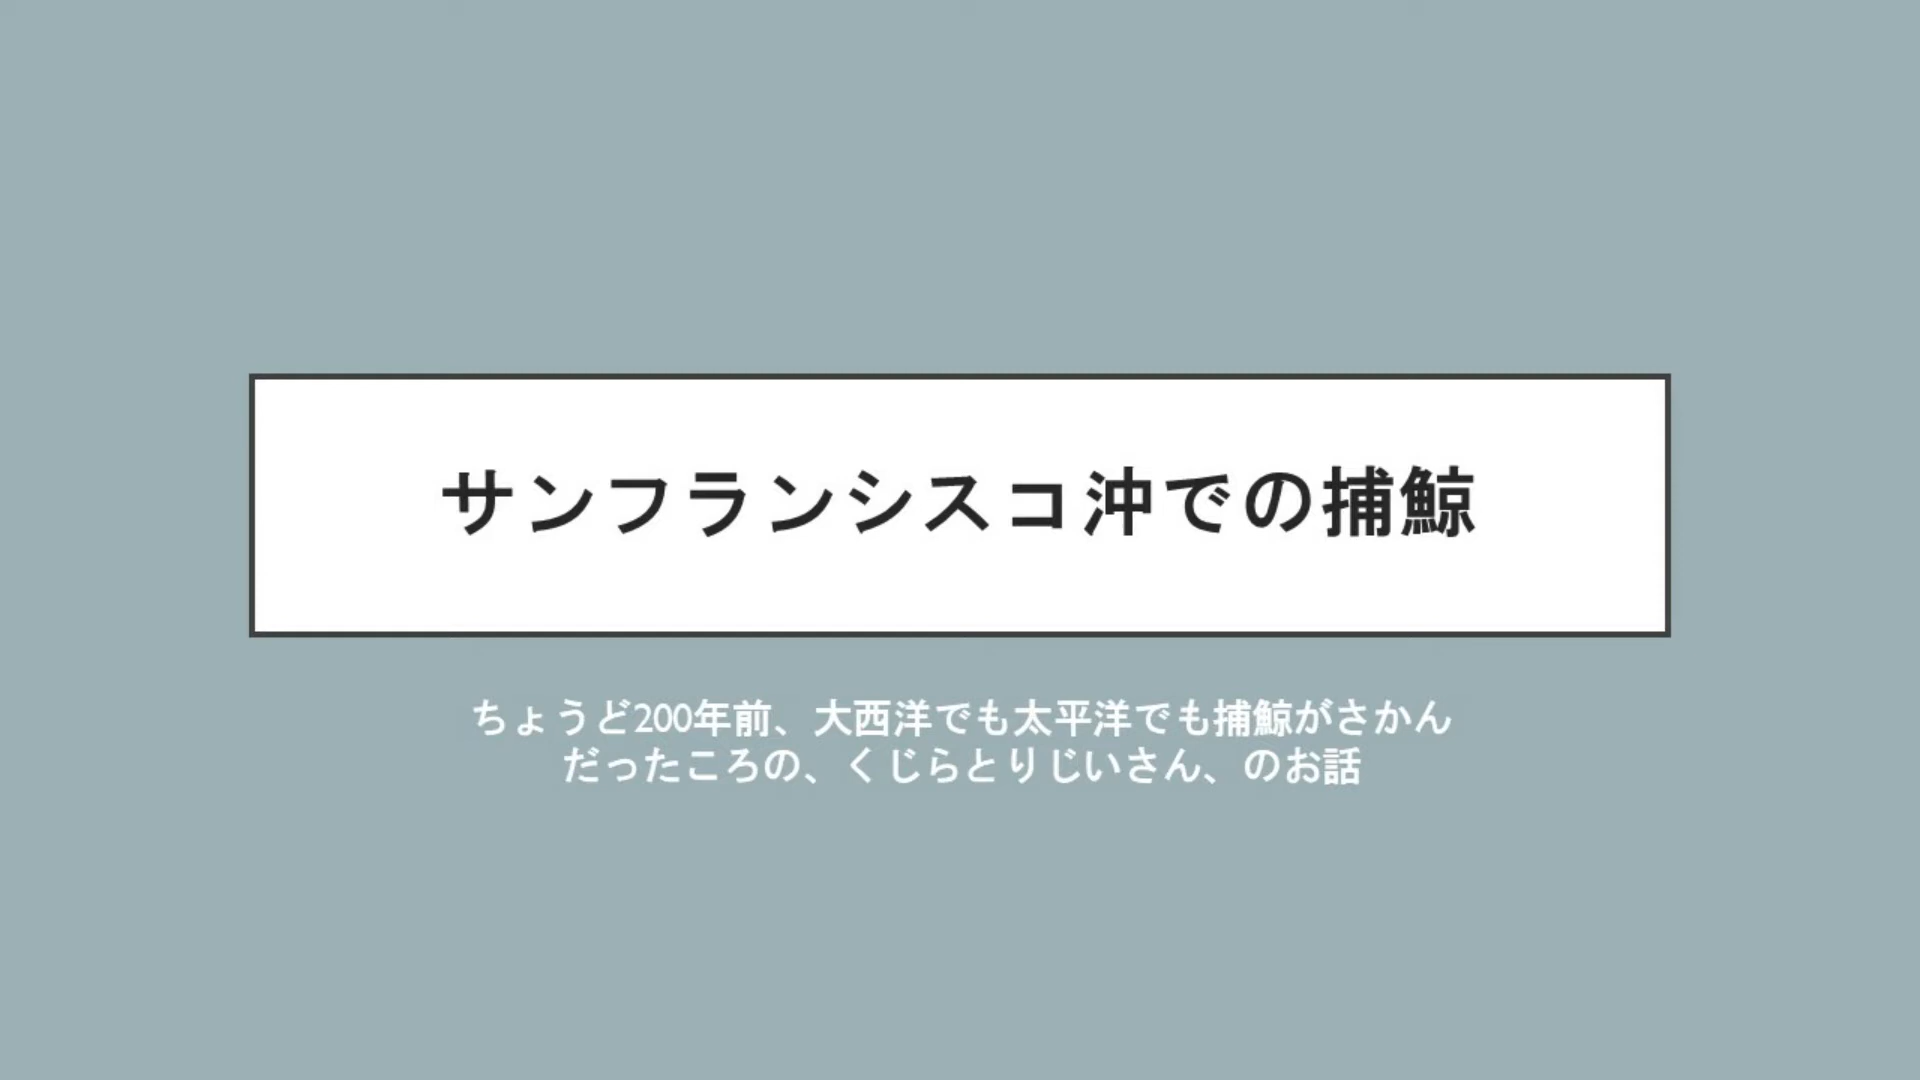 サンフランシスコ沖での捕鯨
ちょうど200年前、大西洋でも太平洋でも捕鯨がさかん
だったころの、くじらとりじいさん、のお話